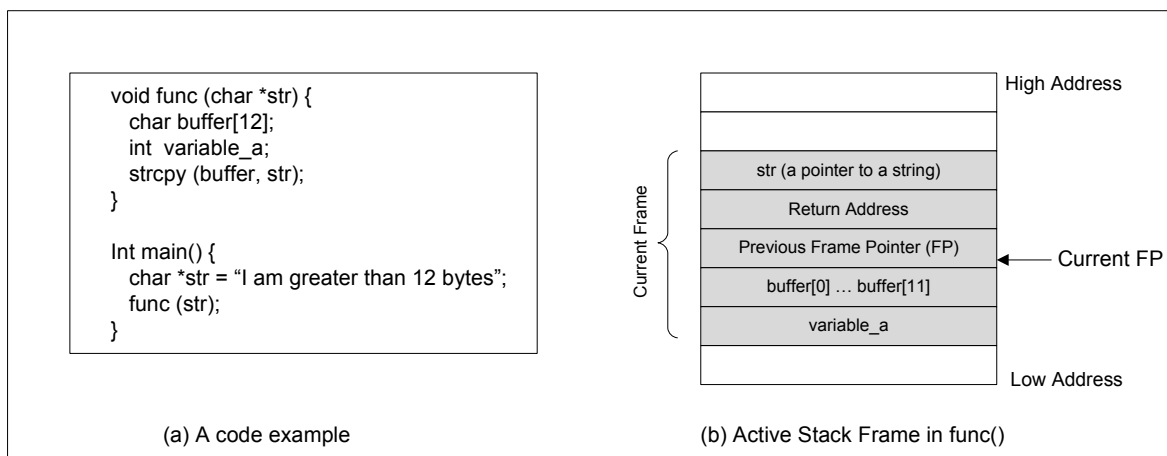 void func (char *str) {
char buffer[12];
int variable_a;
strcpy (buffer, str);
}
Int main() {
char *str = “I am greater than 12 bytes”;
func (str);
}
(a) A code example
High Address
Current Frame
str (a pointer to a string)
Return Address
Previous Frame Pointer (FP)
Current FP
buffer[0] … buffer[11]
variable_a
Low Address
(b) Active Stack Frame in func()